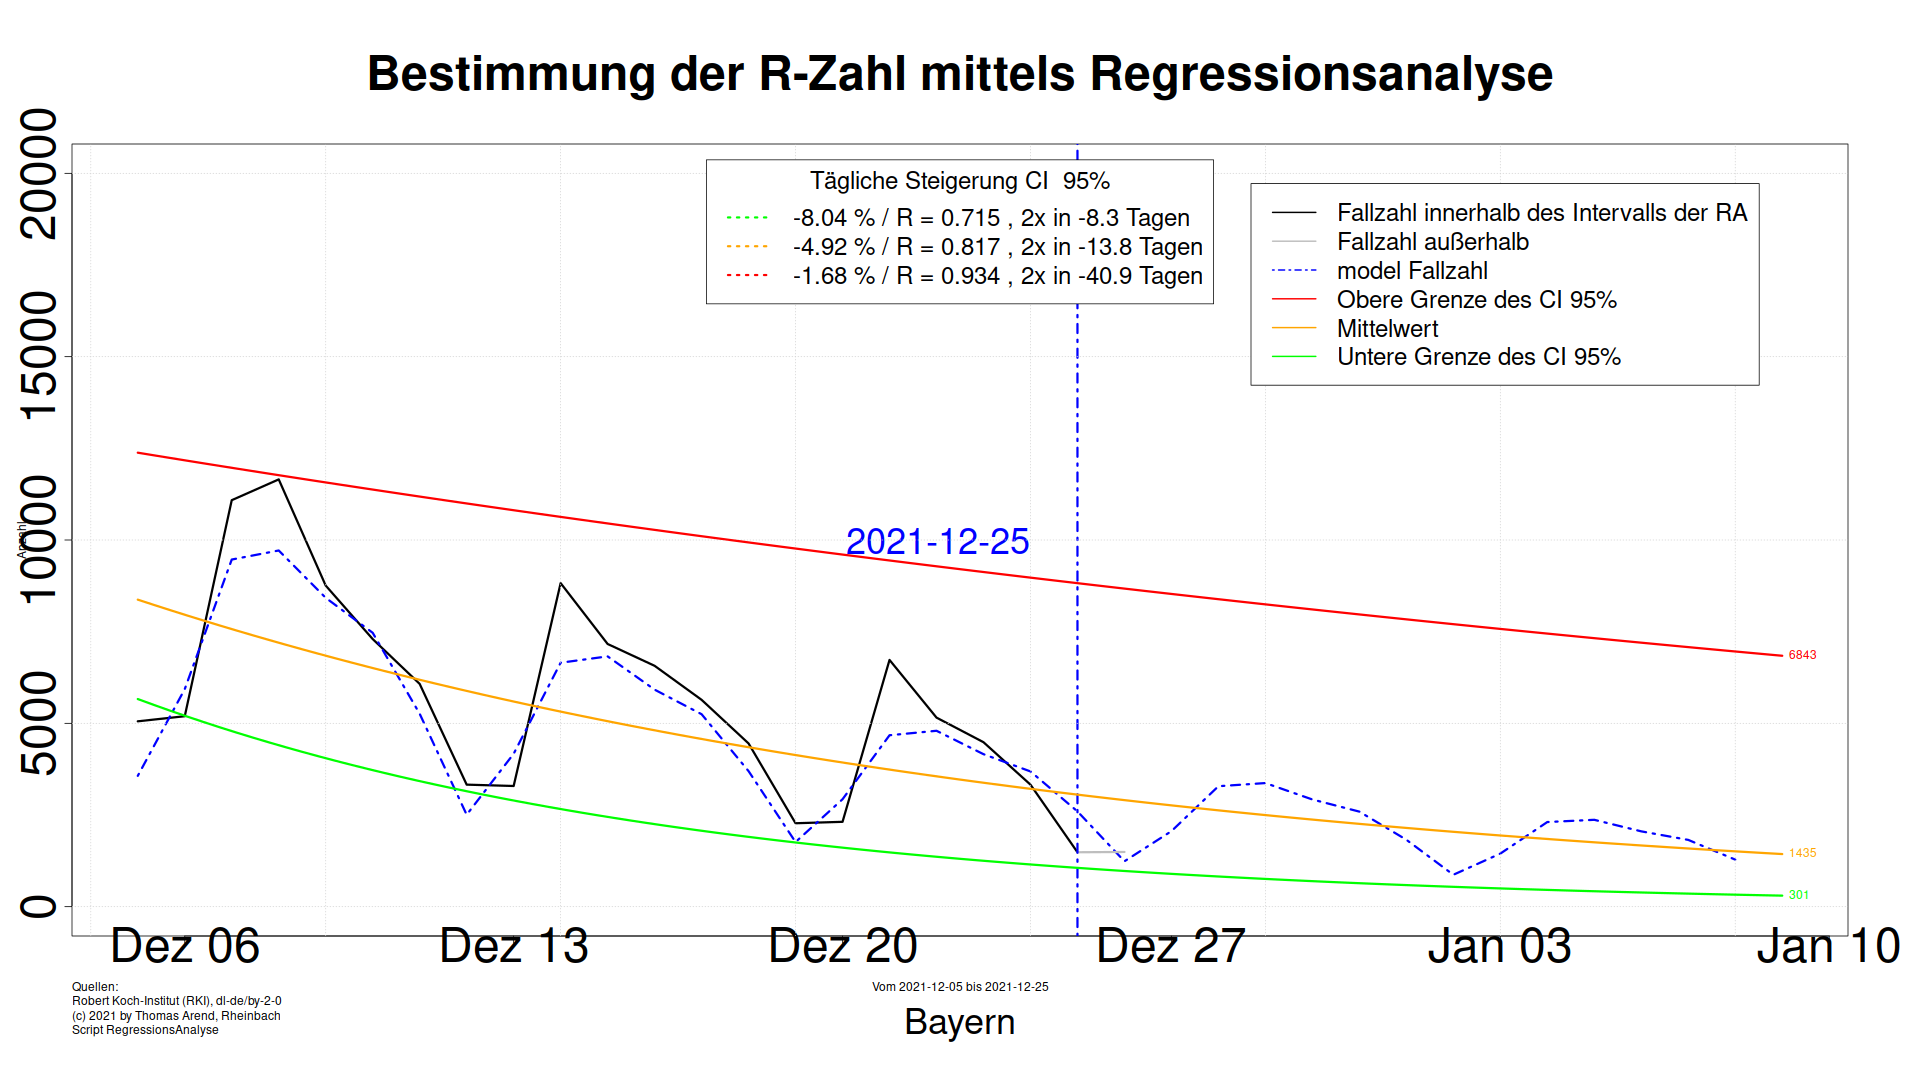 Bestimmung der R-Zahl mittels Regressionsanalyse
Tägliche Steigerung CI 95%
-8.04 % / R = 0.715 , 2x in -8.3 Tagen
-4.92 % / R = 0.817 , 2x in -13.8 Tagen
-1.68 % / R = 0.934 , 2x in -40.9 Tagen
Fallzahl innerhalb des Intervalls der RA
Fallzahl außerhalb
model Fallzahl
Obere Grenze des CI 95%
Mittelwert
Untere Grenze des CI 95%
20000
15000
10000
5000
0
Anzahl
2021-12-25
6843
1435
301
Dez 06
Dez 13
Dez 20
Dez 27
Jan 03
Jan 10
Quellen:
Robert Koch-Institut (RKI), dl-de/by-2-0
(c) 2021 by Thomas Arend, Rheinbach
Script RegressionsAnalyse
Vom 2021-12-05 bis 2021-12-25
Bayern